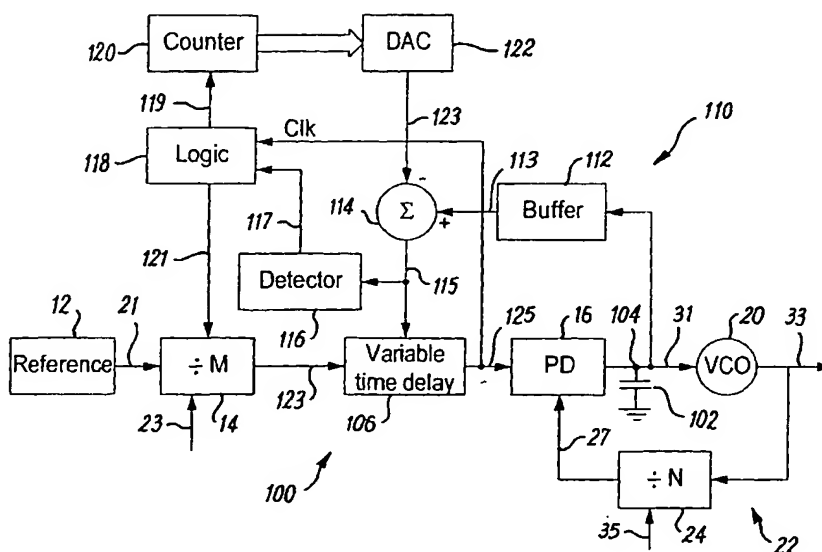 Counter
DAC
120
122
119
123
Clk
110
118
Logic
113
112
114
Σ
-
+
Buffer
117
121
Detector
115
12
21
116
125
16
104
31
20
33
Reference
÷ M
Variable
time delay
PD
VCO
123
102
23
14
106
27
100
÷ N
35
24
22